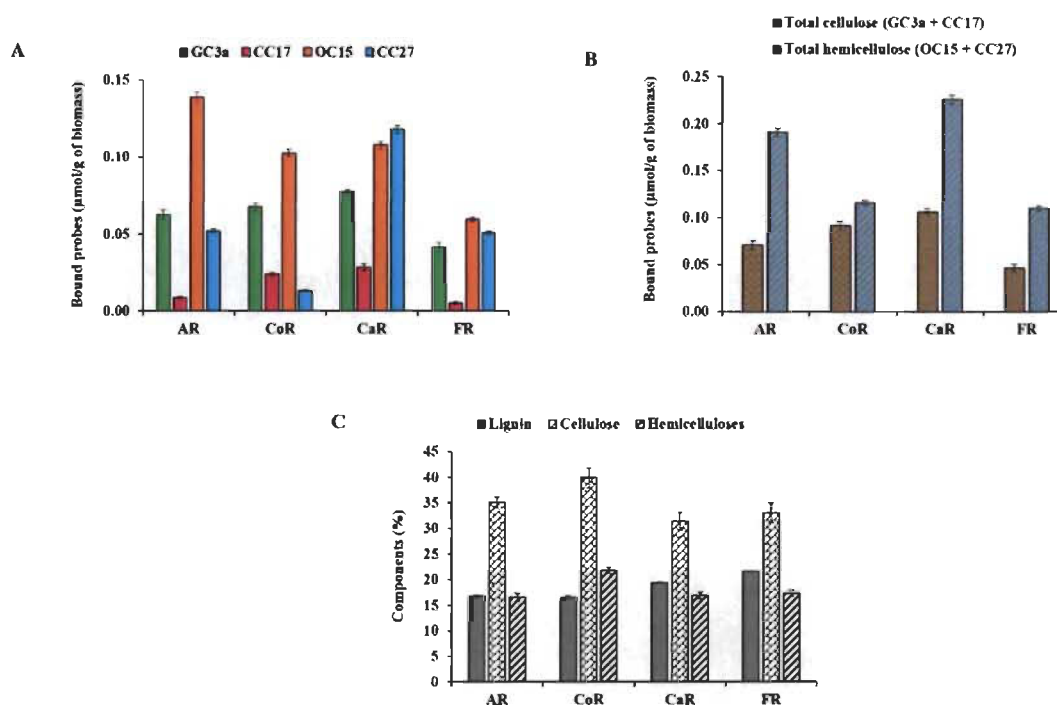 A
GC3a CC17 OC15 CC27
Bound probes (µmol/g of biomass)
0.15
0.10
0.05
0.00
AR CoR CaR FR
B
Total cellulose (GC3a + CC17)
Total hemicellulose (OC15 + CC27)
Bound probes (µmol/g of biomass)
0.25
0.20
0.15
0.10
0.05
0.00
AR CoR CaR FR
C
Lignin Cellulose Hemicelluloses
Components (%)
45
40
35
30
25
20
15
10
5
0
AR CoR CaR FR